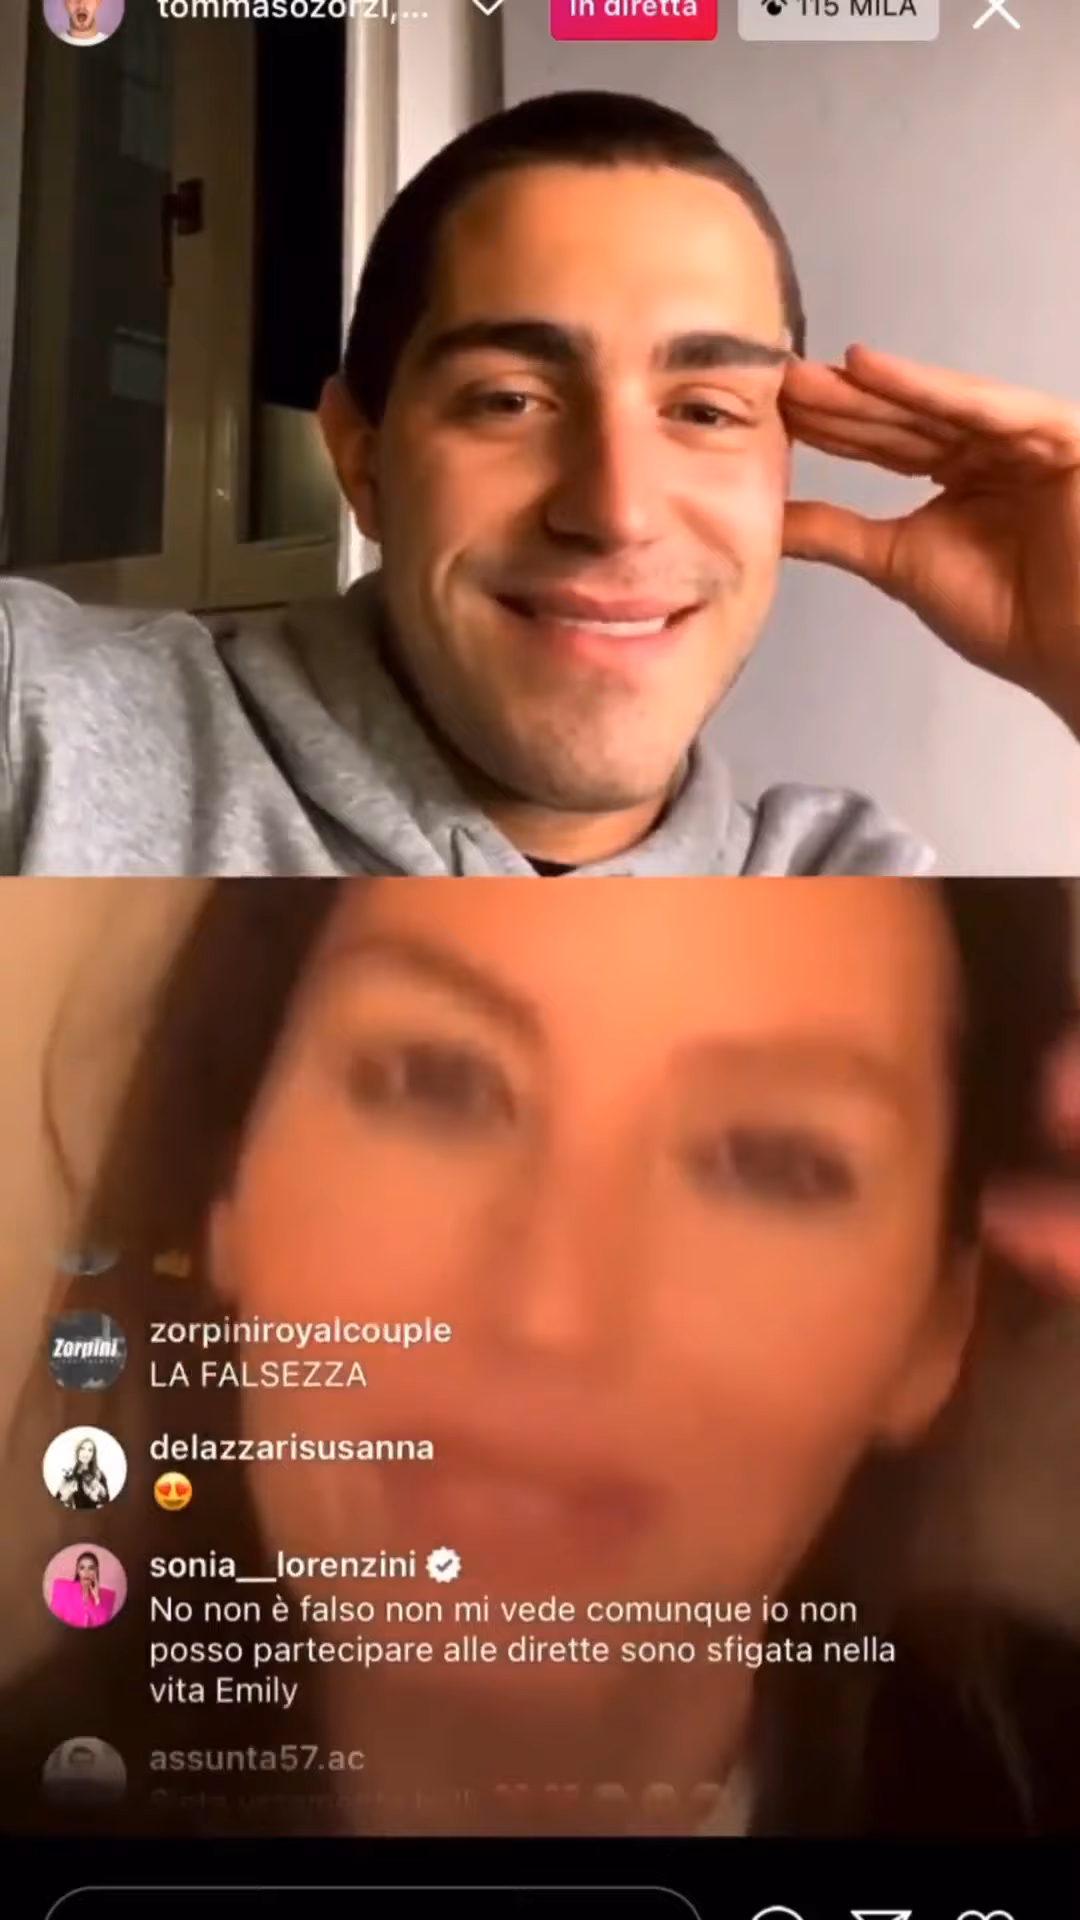 tommasozorzi,...
In diretta
115 MILA
zorpiniroyalcouple
Zorpini
LA FALSEZZA
delazzarisusanna
😍
sonia__lorenzini
No non è falso non mi vede comunque io non
posso partecipare alle dirette sono sfigata nella
vita Emily
assunta57.ac